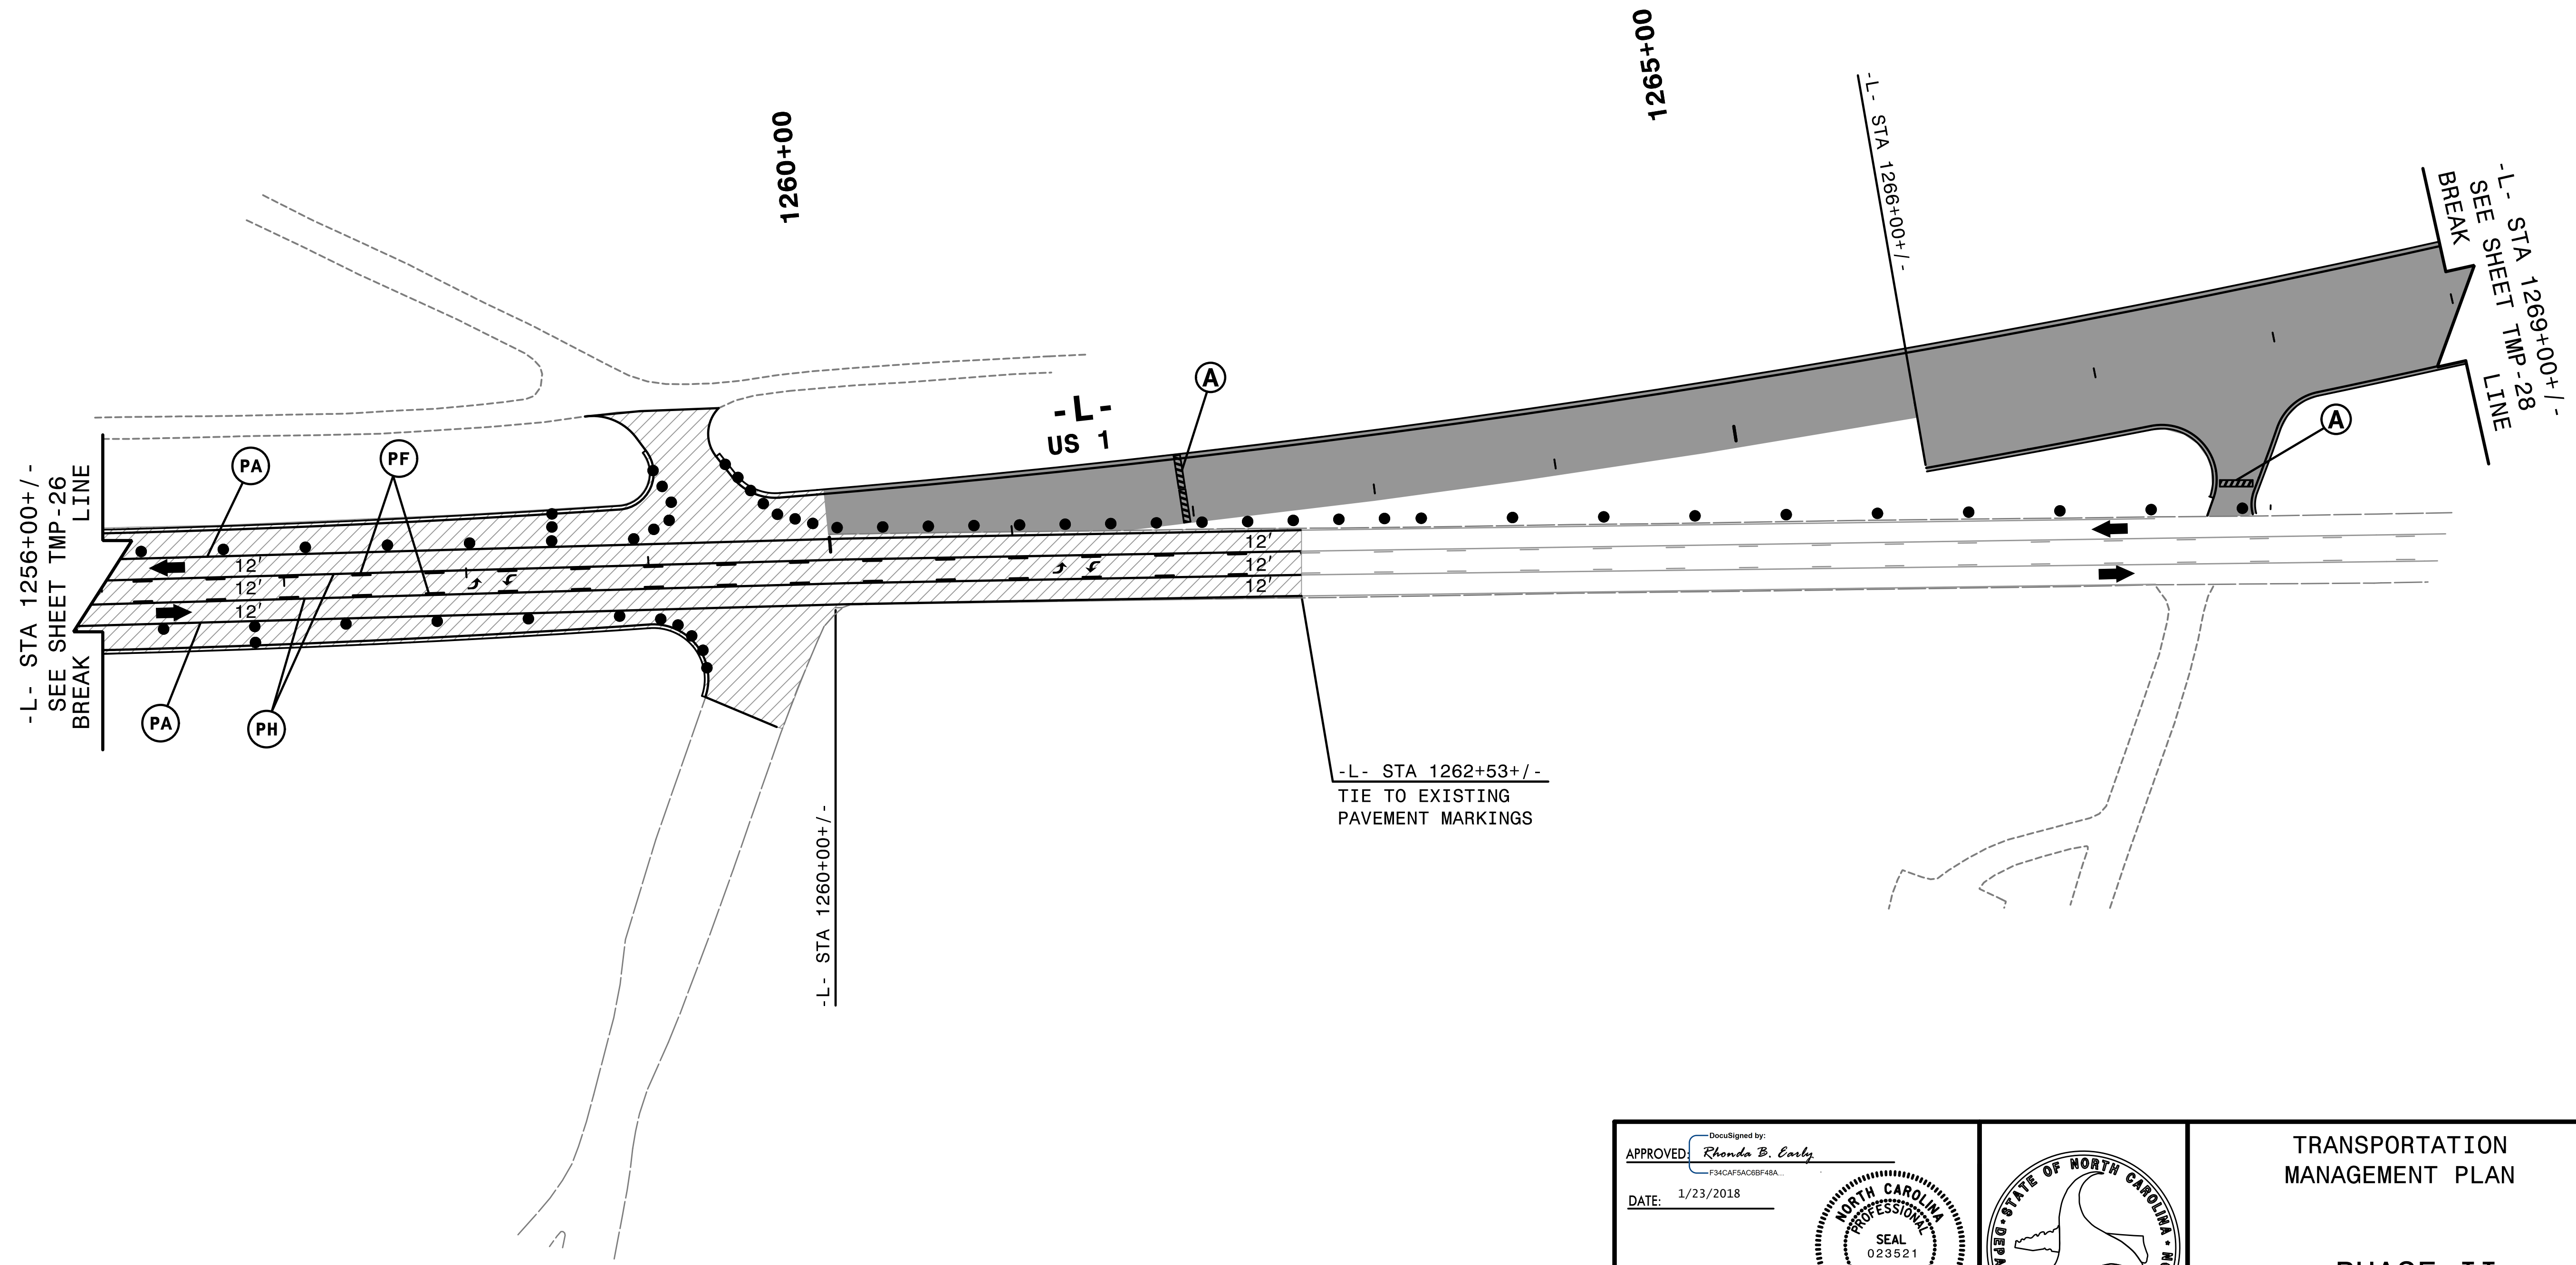 1265+00
1260+00
-L- STA 1266+00+/-
-L- STA 1269+00+/-
SEE SHEET TMP-28
BREAK LINE
A
-L-
US 1
A
PA
PF
-L- STA 1256+00+/-
SEE SHEET TMP-26
BREAK LINE
12'
12'
12'
12'
12'
12'
PA
PH
-L- STA 1262+53+/-
TIE TO EXISTING
PAVEMENT MARKINGS
-L- STA 1260+00+/-
DocuSigned by:
APPROVED: Rhonda B. Early
F34CAF5AC6BF48A...
DATE: 1/23/2018
NORTH CAROLINA
PROFESSIONAL
SEAL
023521
STATE OF NORTH CAROLINA
TRANSPORTATION
MANAGEMENT PLAN
PHASE II